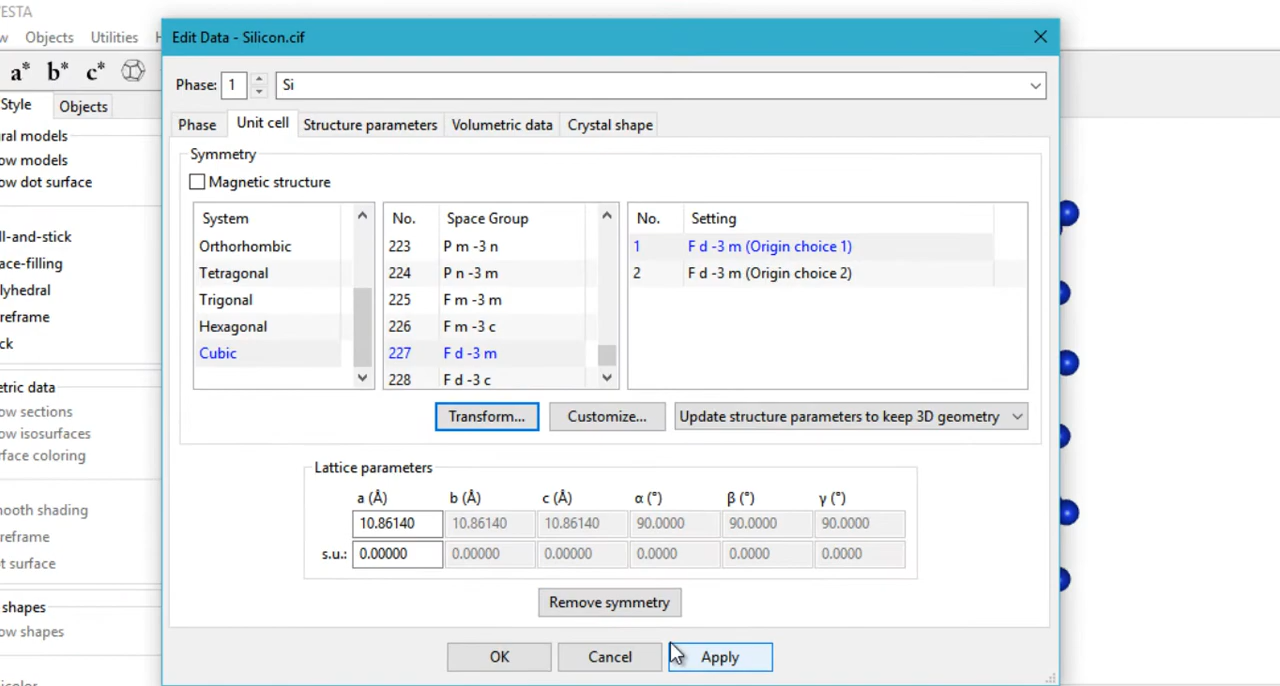 ESTA
w Objects Utilities H
a* b* c*
Style Objects
ral models
ow models
ow dot surface
ll-and-stick
ace-filling
lyhedral
reframe
ck
etric data
ow sections
ow isosurfaces
rface coloring
nooth shading
reframe
t surface
shapes
ow shapes
Edit Data - Silicon.cif
Phase: 1 Si
Phase Unit cell Structure parameters Volumetric data Crystal shape
Symmetry
Magnetic structure
System
Orthorhombic
Tetragonal
Trigonal
Hexagonal
Cubic
No. Space Group
223 P m -3 n
224 P n -3 m
225 F m -3 m
226 F m -3 c
227 F d -3 m
228 F d -3 c
No. Setting
1 F d -3 m (Origin choice 1)
2 F d -3 m (Origin choice 2)
Transform... Customize... Update structure parameters to keep 3D geometry
Lattice parameters
a (Å) b (Å) c (Å) α (°) β (°) γ (°)
10.86140 10.86140 10.86140 90.0000 90.0000 90.0000
s.u.: 0.00000 0.00000 0.00000 0.0000 0.0000 0.0000
Remove symmetry
OK Cancel Apply